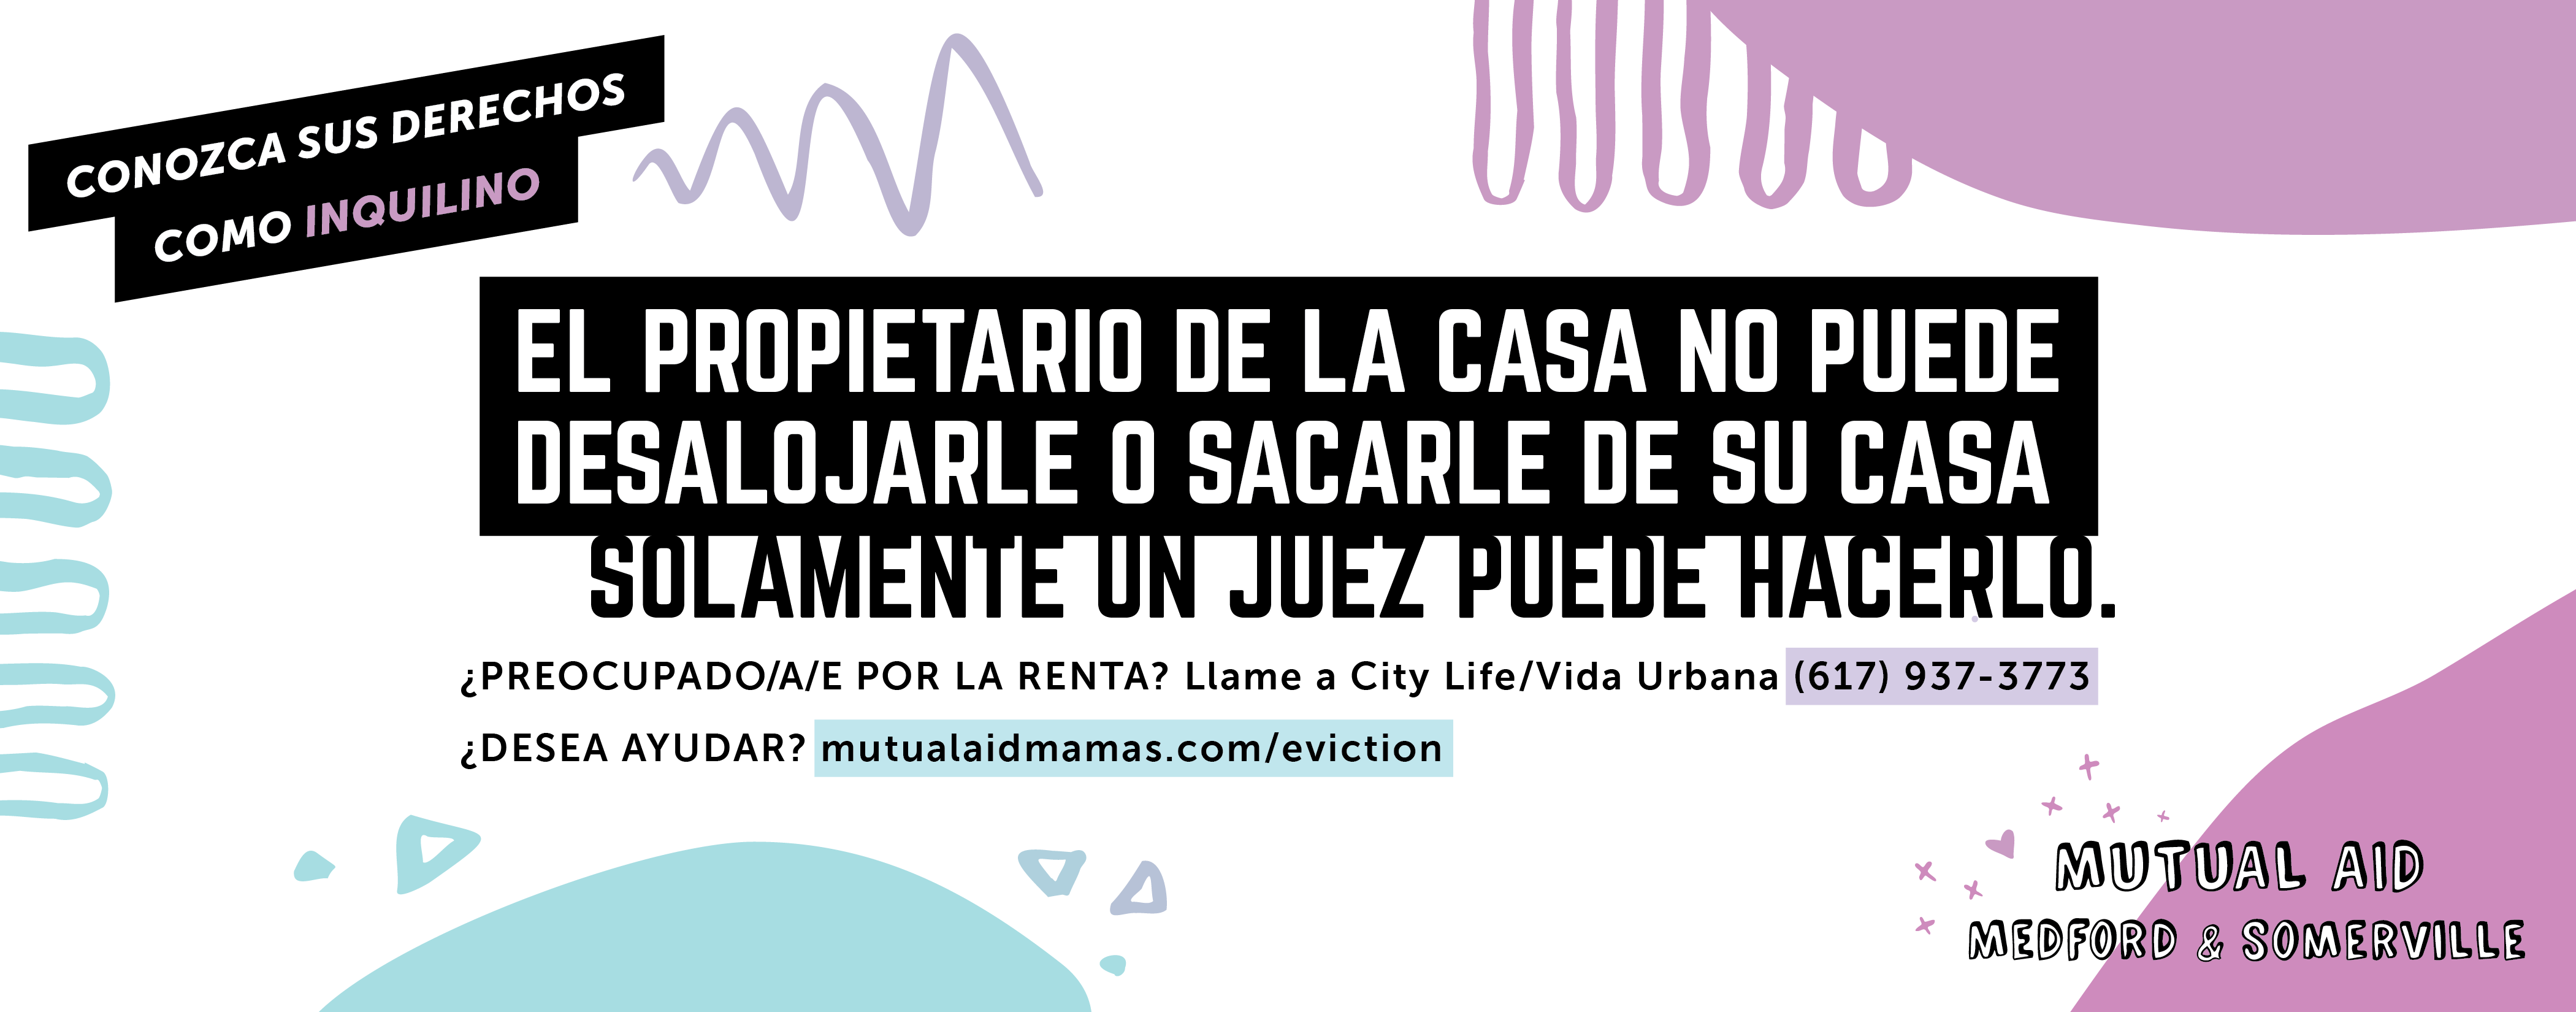 CONOZCA SUS DERECHOS
COMO INQUILINO
EL PROPIETARIO DE LA CASA NO PUEDE
DESALOJARLE O SACARLE DE SU CASA
SOLAMENTE UN JUEZ PUEDE HACERLO.
¿PREOCUPADO/A/E POR LA RENTA? Llame a City Life/Vida Urbana (617) 937-3773
¿DESEA AYUDAR? mutualaidmamas.com/eviction
MUTUAL AID
MEDFORD & SOMERVILLE